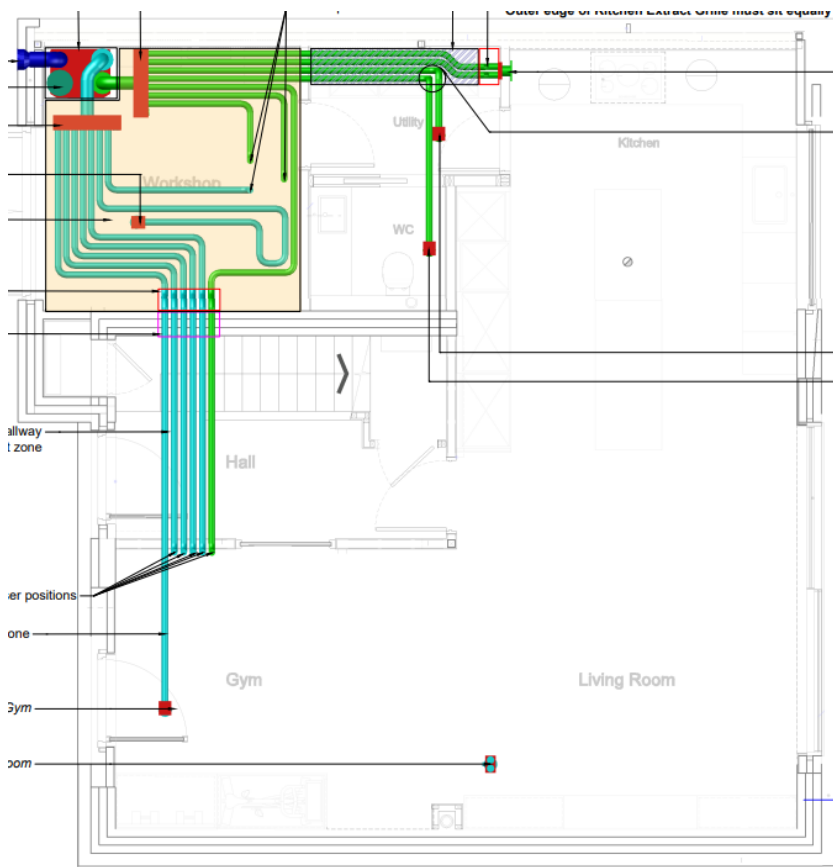 Outer edge of Kitchen Extract Grille must sit equally
Utility
Kitchen
Workshop
WC
allway
t zone
Hall
ser positions
one
Gym
Living Room
Gym
oom